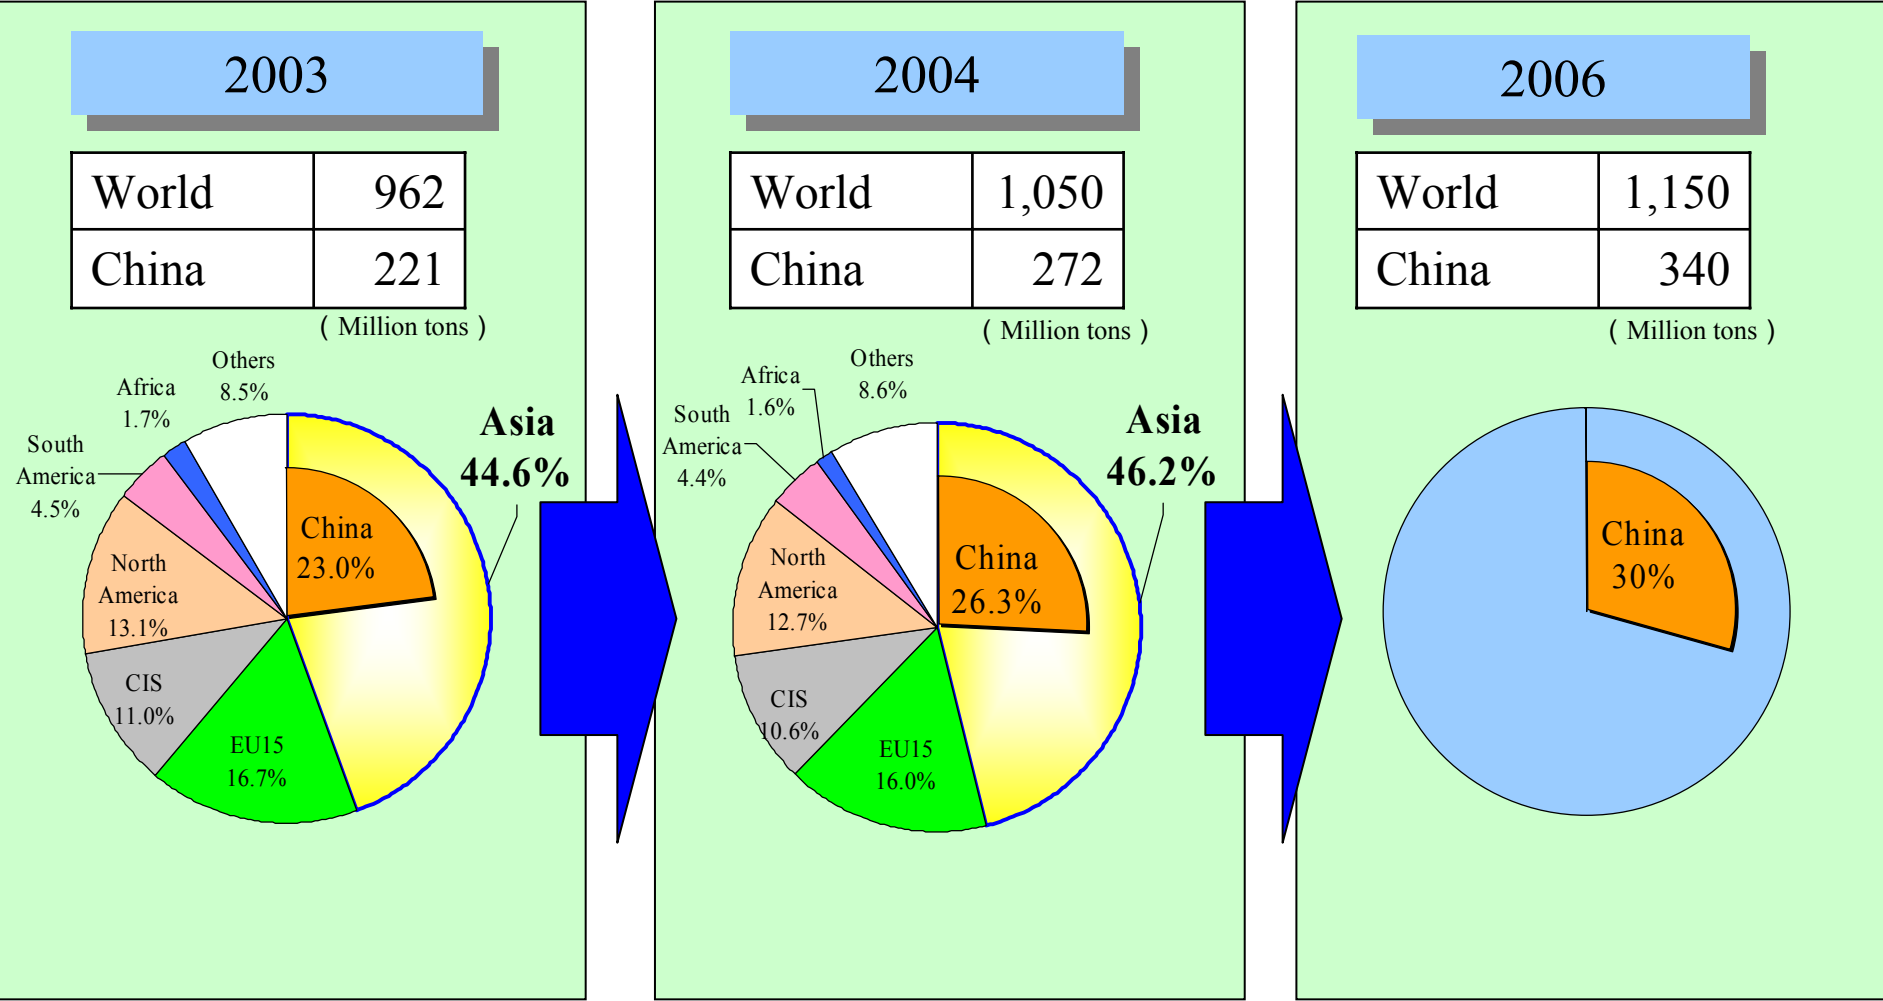 2003
World 962
China 221
( Million tons )
Others
8.5%
Africa
1.7%
South
America
4.5%
North
America
13.1%
CIS
11.0%
EU15
16.7%
China
23.0%
Asia
44.6%
2004
World 1,050
China 272
( Million tons )
Others
8.6%
Africa
1.6%
South
America
4.4%
North
America
12.7%
CIS
10.6%
EU15
16.0%
China
26.3%
Asia
46.2%
2006
World 1,150
China 340
( Million tons )
China
30%